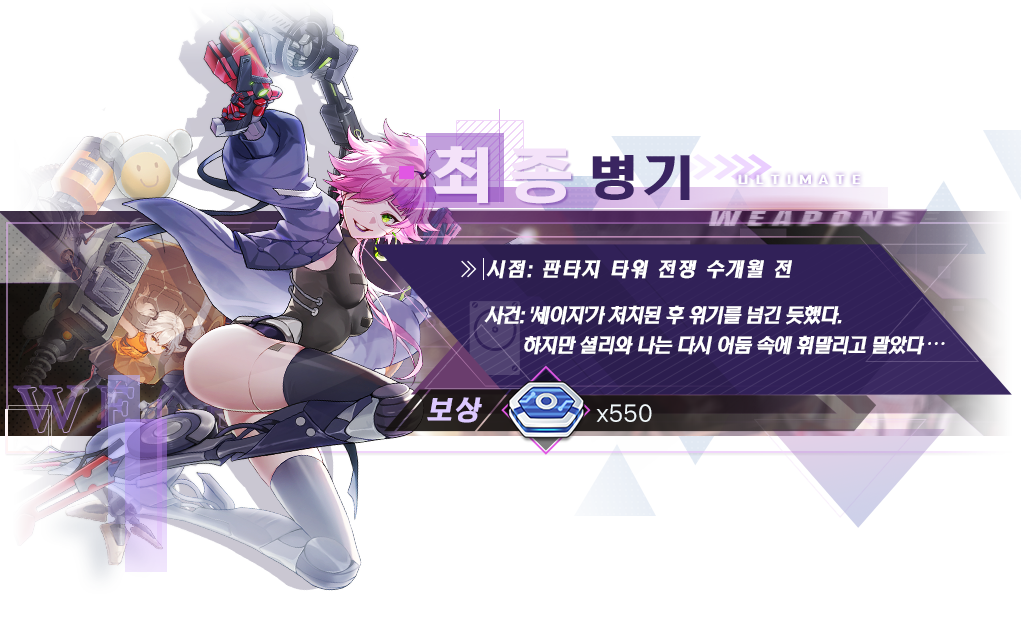 최종병기
ULTIMATE
WEAPONS
시점: 판타지 타워 전쟁 수개월 전
사건: '세이지'가 처치된 후 위기를 넘긴 듯했다.
하지만 셜리와 나는 다시 어둠 속에 휘말리고 말았다…
보상
x550